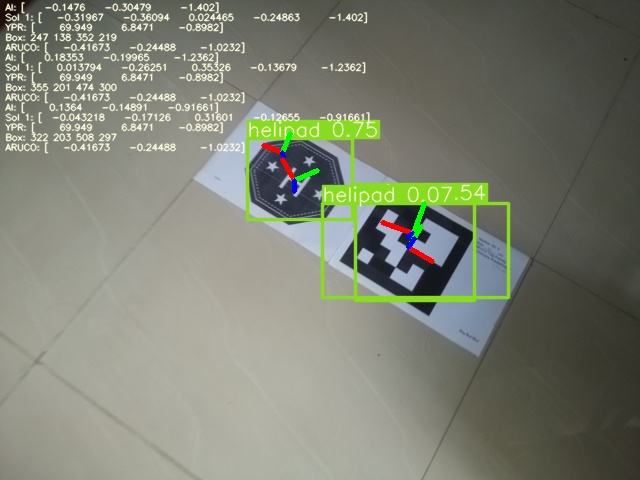 AI: [ -0.1476 -0.30479 -1.402]
Sol 1: [ -0.31967 -0.36094 0.024465 -0.24863 -1.402]
YPR: [ 69.949 6.8471 -0.8982]
Box: 247 138 352 219
ARUCO: [ -0.41673 -0.24488 -1.0232]
AI: [ 0.18353 -0.19965 -1.2362]
Sol 1: [ 0.013794 -0.26251 0.35326 -0.13679 -1.2362]
YPR: [ 69.949 6.8471 -0.8982]
Box: 355 201 474 300
ARUCO: [ -0.41673 -0.24488 -1.0232]
AI: [ 0.1364 -0.14891 -0.91661]
Sol 1: [ -0.043218 -0.17126 0.31601 -0.12655 -0.91661]
YPR: [ 69.949 6.8471 -0.8982]
Box: 322 203 508 297
ARUCO: [ -0.41673 -0.24488 -1.0232]
helipad 0.75
helipad 0.07.54